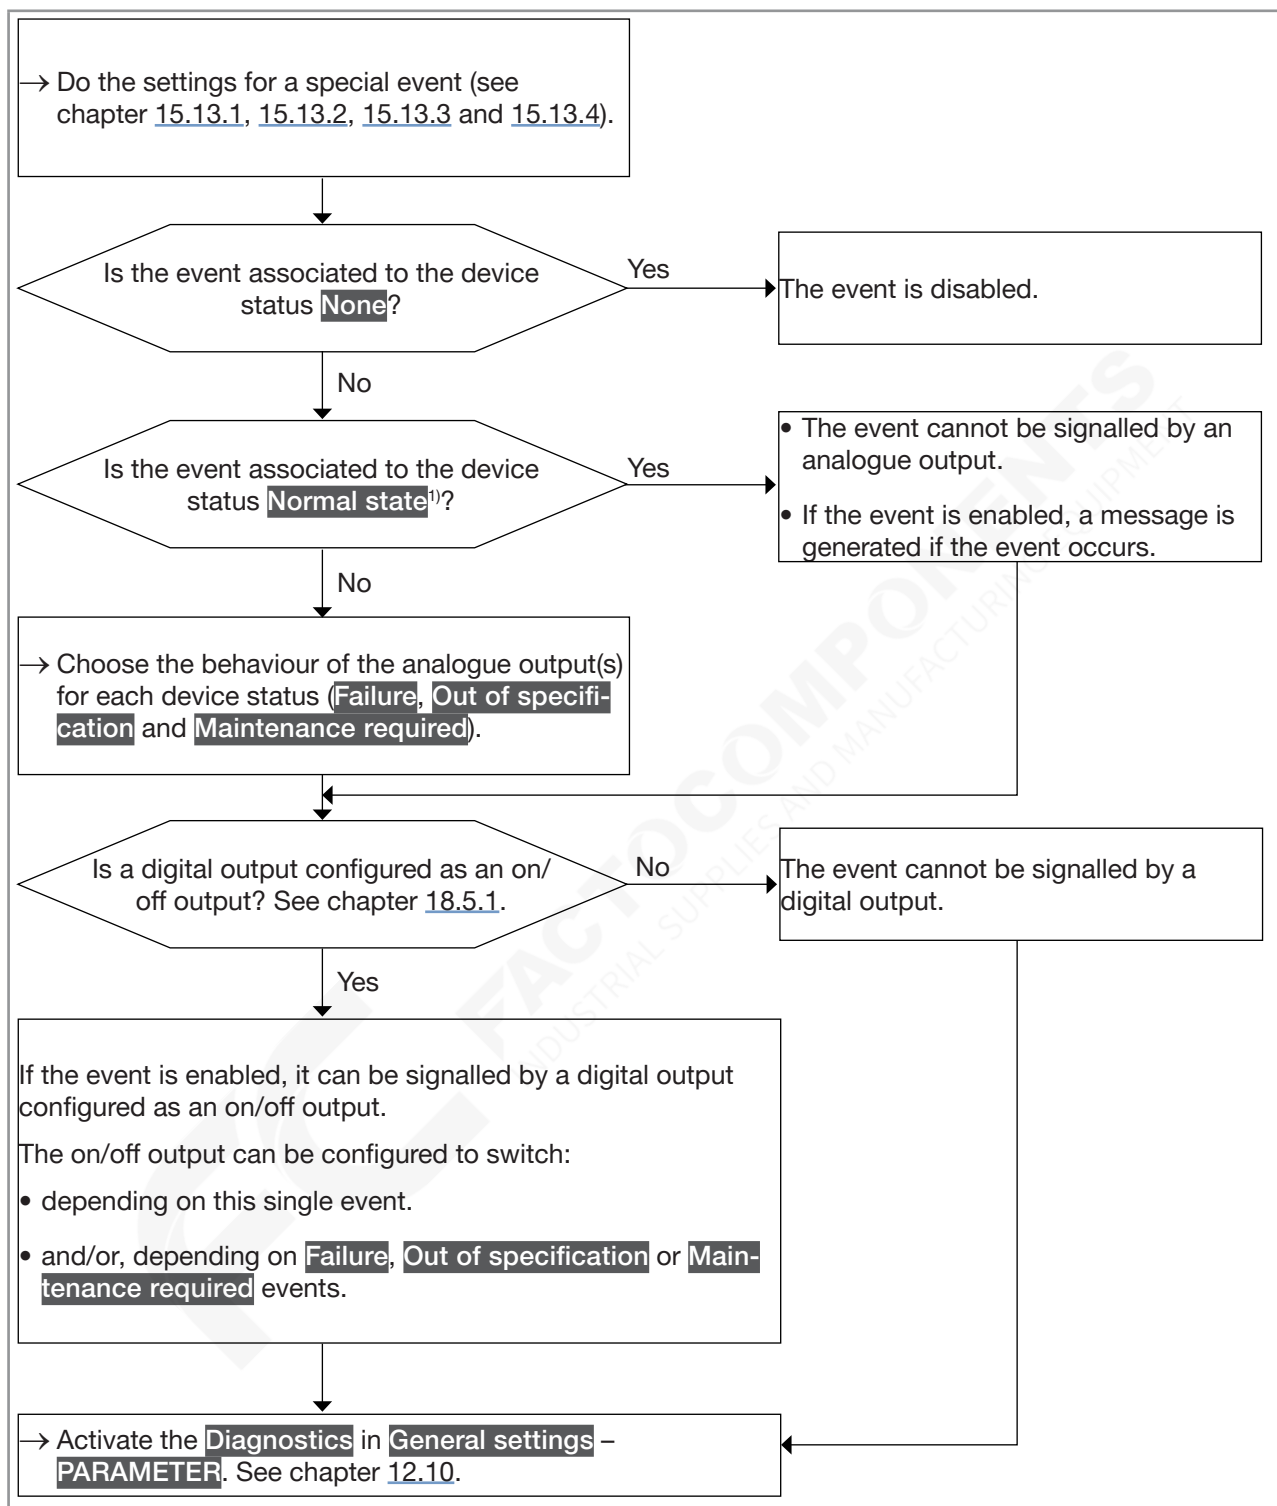 → Do the settings for a special event (see
chapter 15.13.1, 15.13.2, 15.13.3 and 15.13.4).
Is the event associated to the device
status None?
Yes
The event is disabled.
No
Is the event associated to the device
status Normal state1)?
Yes
• The event cannot be signalled by an
analogue output.
• If the event is enabled, a message is
generated if the event occurs.
No
→ Choose the behaviour of the analogue output(s)
for each device status (Failure, Out of specifi-
cation and Maintenance required).
Is a digital output configured as an on/
off output? See chapter 18.5.1.
No
The event cannot be signalled by a
digital output.
Yes
If the event is enabled, it can be signalled by a digital output
configured as an on/off output.
The on/off output can be configured to switch:
• depending on this single event.
• and/or, depending on Failure, Out of specification or Main-
tenance required events.
→ Activate the Diagnostics in General settings –
PARAMETER. See chapter 12.10.
FC
FACTOCOMPONENTS
INDUSTRIAL SUPPLIES AND MANUFACTURING EQUIPMENT